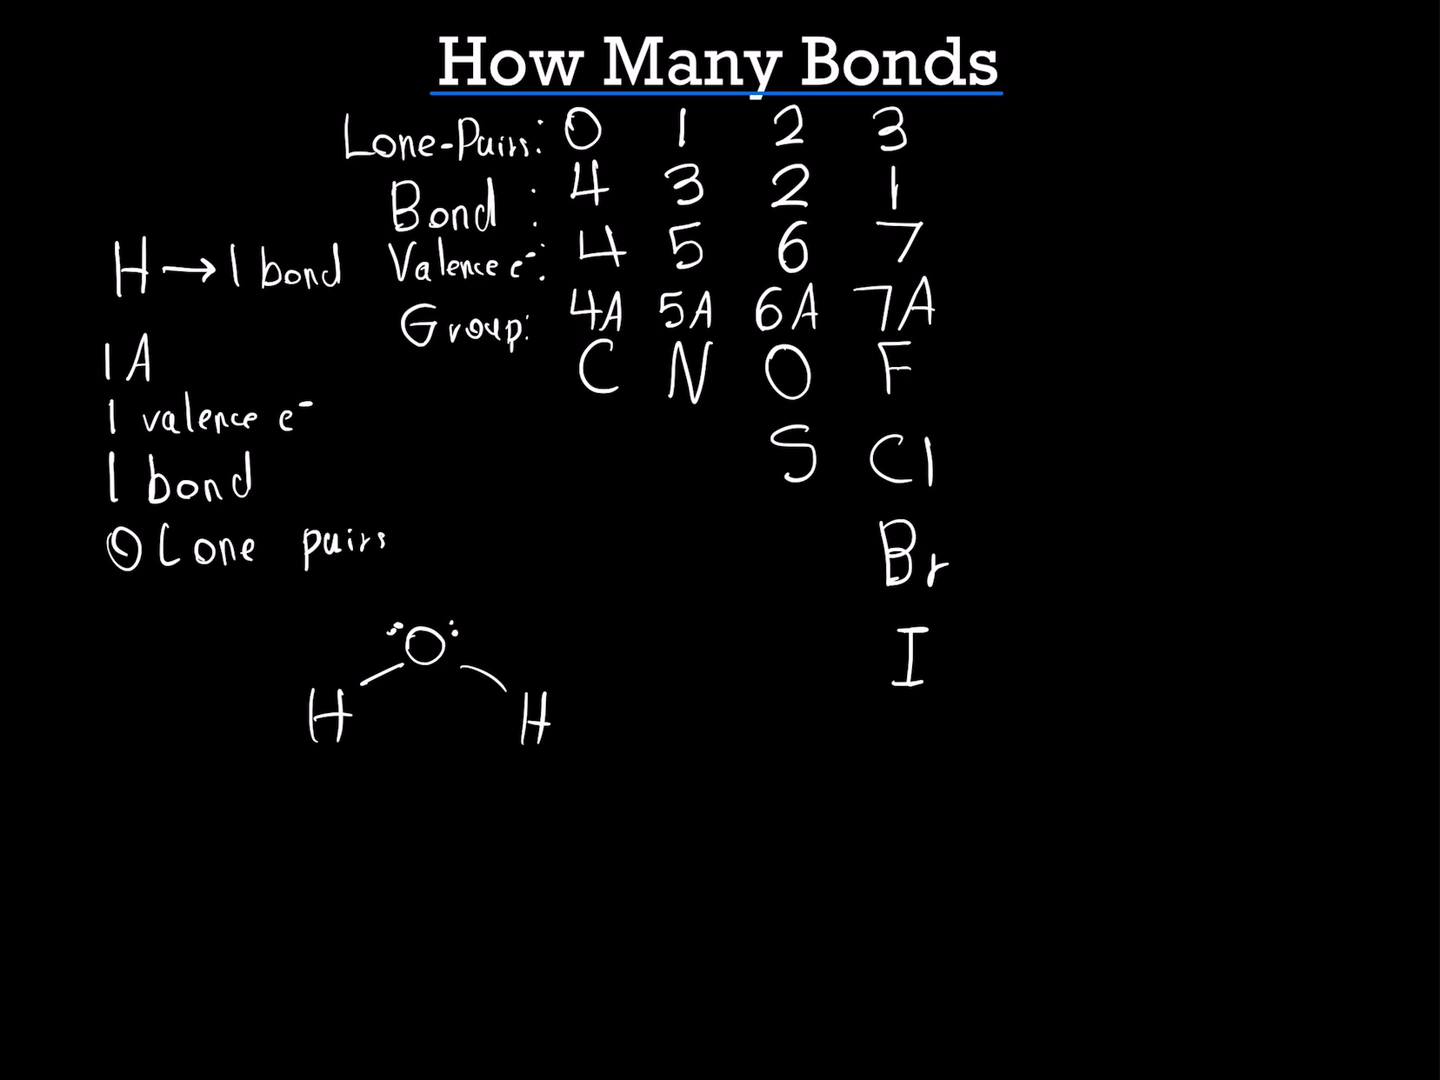 How Many Bonds
Lone-Pairs: 0 1 2 3
Bond : 4 3 2 1
H → 1 bond
Valence e⁻: 4 5 6 7
Group: 4A 5A 6A 7A
C N O F
S Cl
Br
I
1A
1 valence e⁻
1 bond
0 Lone pairs
O
H H